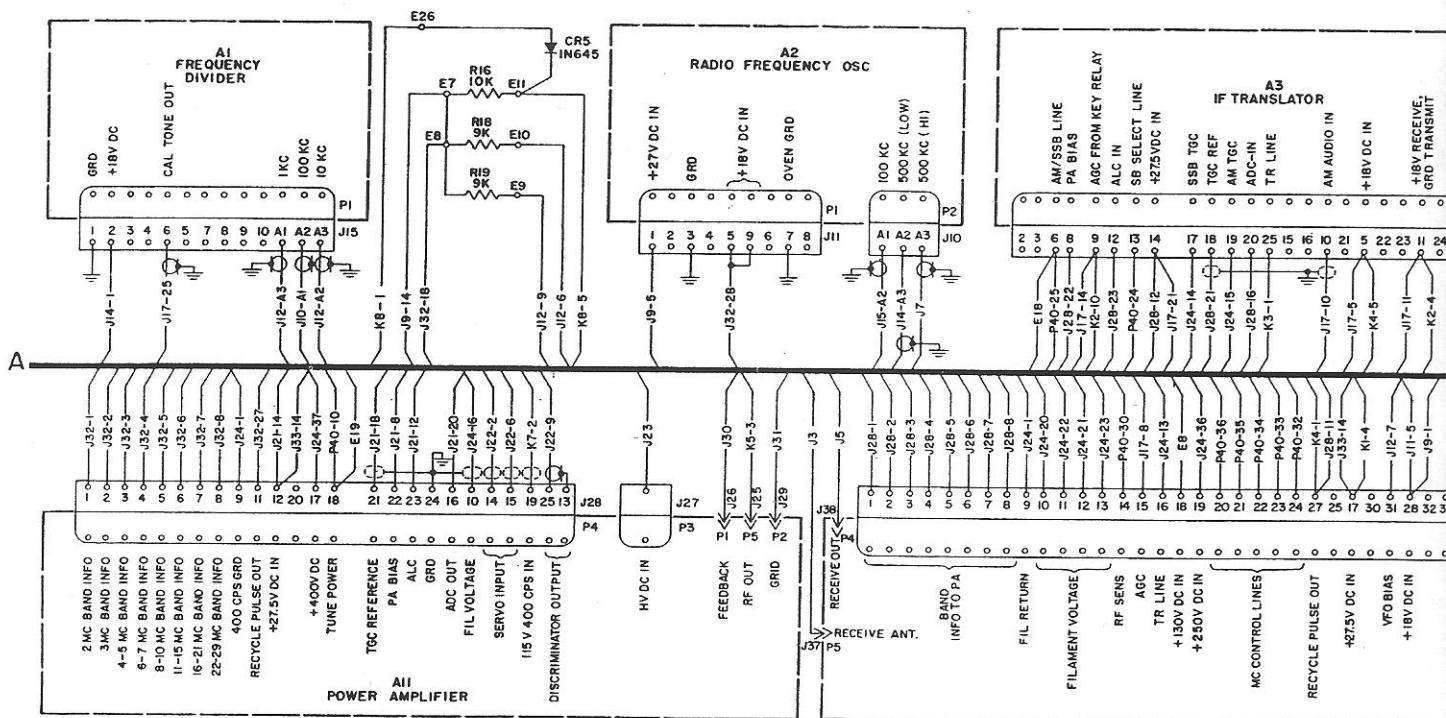 E26
CR5
IN645
A1
FREQUENCY
DIVIDER
GRD
+18V DC
CAL TONE OUT
1KC
100 KC
10 KC
P1
J15
1 2 3 4 6 5 7 8 9 10 A1 A2 A3
J14-1
J17-25
J12-A3
J10-A1
J12-A2
R16
10K
E7
E11
R18
9K
E8
E10
R19
9K
E9
K8-1
J9-14
J32-18
J12-9
J12-6
K8-5
A2
RADIO FREQUENCY OSC
+27V DC IN
GRD
+18V DC IN
OVEN GRD
P1
J11
1 2 3 4 5 9 6 7 8
J9-5
J32-28
100 KC
500 KC (LOW)
500 KC (HI)
P2
J10
A1 A2 A3
J15-A2
J14-A3
J7
A3
IF TRANSLATOR
AM/SSB LINE
PA BIAS
AGC FROM KEY RELAY
ALC IN
SB SELECT LINE
+27.5VDC IN
SSB TGC
TGC REF
AM TGC
ADC-IN
TR LINE
AM AUDIO IN
+18V DC IN
+18V RECEIVE,
GRD TRANSMIT
2 3 6 8 9 12 13 14 17 18 19 20 25 15 16 10 21 5 22 23 11 24
E18
P40-25
J28-22
J17-14
K2-10
J28-23
P40-24
J28-12
J17-21
J24-14
J28-21
J24-15
J28-16
K3-1
J17-10
J17-5
K4-5
J17-11
K2-4
A
J32-1
J32-2
J32-3
J32-4
J32-5
J32-6
J32-7
J32-8
J24-1
J32-27
J21-14
J33-14
J24-37
P40-10
E19
J21-18
J21-8
J21-12
J21-20
J24-16
J22-2
J22-6
K7-2
J22-9
J23
J30
K5-3
J31
J3
J5
J28-1
J28-2
J28-3
J28-4
J28-5
J28-6
J28-7
J28-8
J24-1
J24-20
J24-22
J24-21
J24-23
P40-30
J17-8
J24-13
E8
J24-36
P40-36
P40-35
P40-34
P40-33
P40-32
K4-1
J28-11
J33-14
K1-4
J12-7
J11-5
J9-1
1 2 3 4 5 6 7 8 9 11 12 20 17 18 21 22 23 24 16 10 14 15 19 25 13
J28
P4
J27
P3
J26
J25
J29
P1
P5
P2
J38
P4
1 2 3 4 5 6 7 8 9 10 11 12 13 14 15 16 18 19 20 21 22 23 24 27 25 17 30 31 28 32
2 MC BAND INFO
3 MC BAND INFO
4-5 MC BAND INFO
6-7 MC BAND INFO
8-10 MC BAND INFO
11-15 MC BAND INFO
16-21 MC BAND INFO
22-29 MC BAND INFO
400 CPS GRD
RECYCLE PULSE OUT
+27.5V DC IN
+400V DC
TUNE POWER
TGC REFERENCE
PA BIAS
ALC
GRD
ADC OUT
FIL VOLTAGE
SERVO INPUT
115 V 400 CPS IN
DISCRIMINATOR OUTPUT
HV DC IN
FEEDBACK
RF OUT
GRID
RECEIVE OUT
J37
P5
RECEIVE ANT.
BAND
INFO TO PA
FIL RETURN
FILAMENT VOLTAGE
RF SENS
AGC
TR LINE
+130V DC IN
+250V DC IN
MC CONTROL LINES
RECYCLE PULSE OUT
+27.5V DC IN
VFO BIAS
+18V DC IN
A11
POWER AMPLIFIER